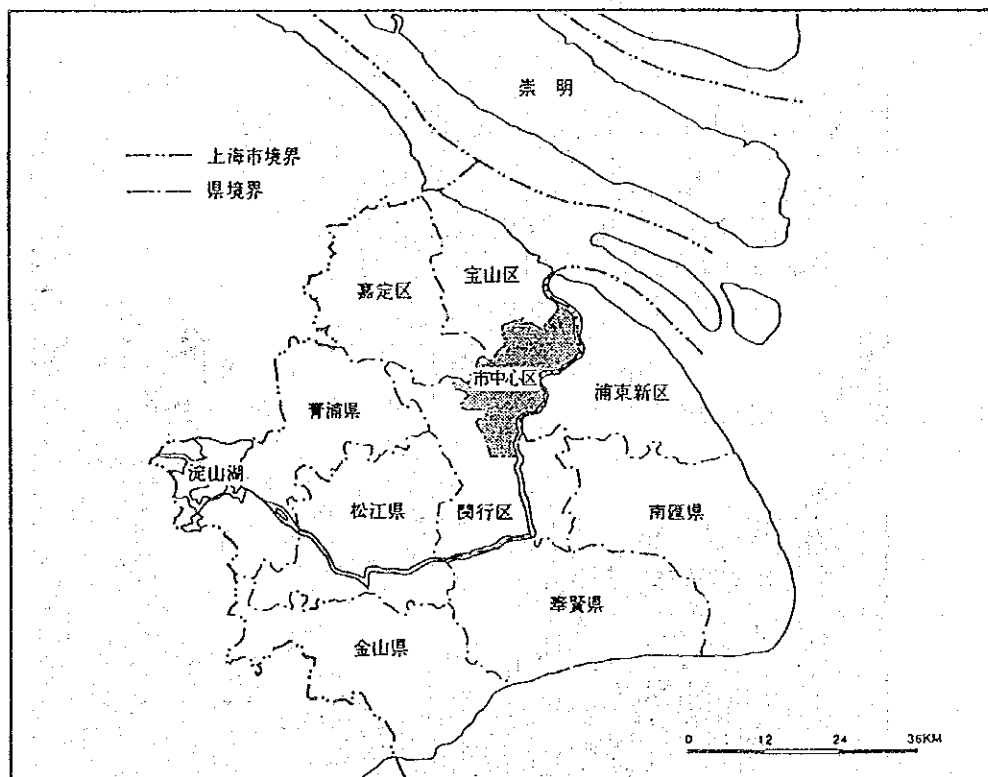 崇明
上海市境界
県境界
宝山区
嘉定区
市中心区
浦東新区
青浦県
淀山湖
松江県
閔行区
南匯県
奉賢県
金山県
0 12 24 36KM